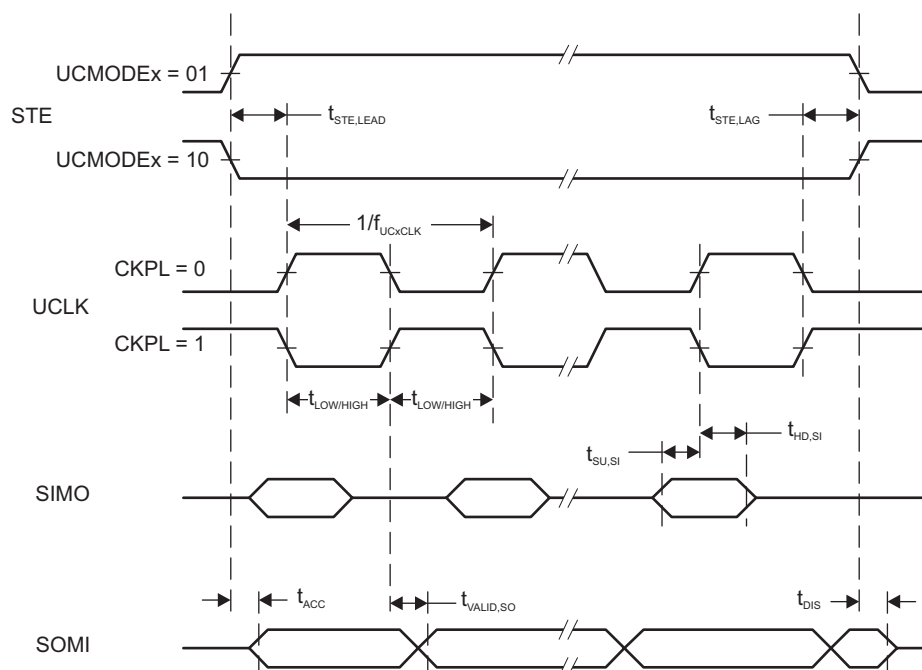 UCMODEx = 01
STE
t_STE,LEAD
t_STE,LAG
UCMODEx = 10
1/f_UCxCLK
CKPL = 0
UCLK
CKPL = 1
t_LOW/HIGH
t_LOW/HIGH
t_HD,SI
t_SU,SI
SIMO
t_ACC
t_VALID,SO
t_DIS
SOMI